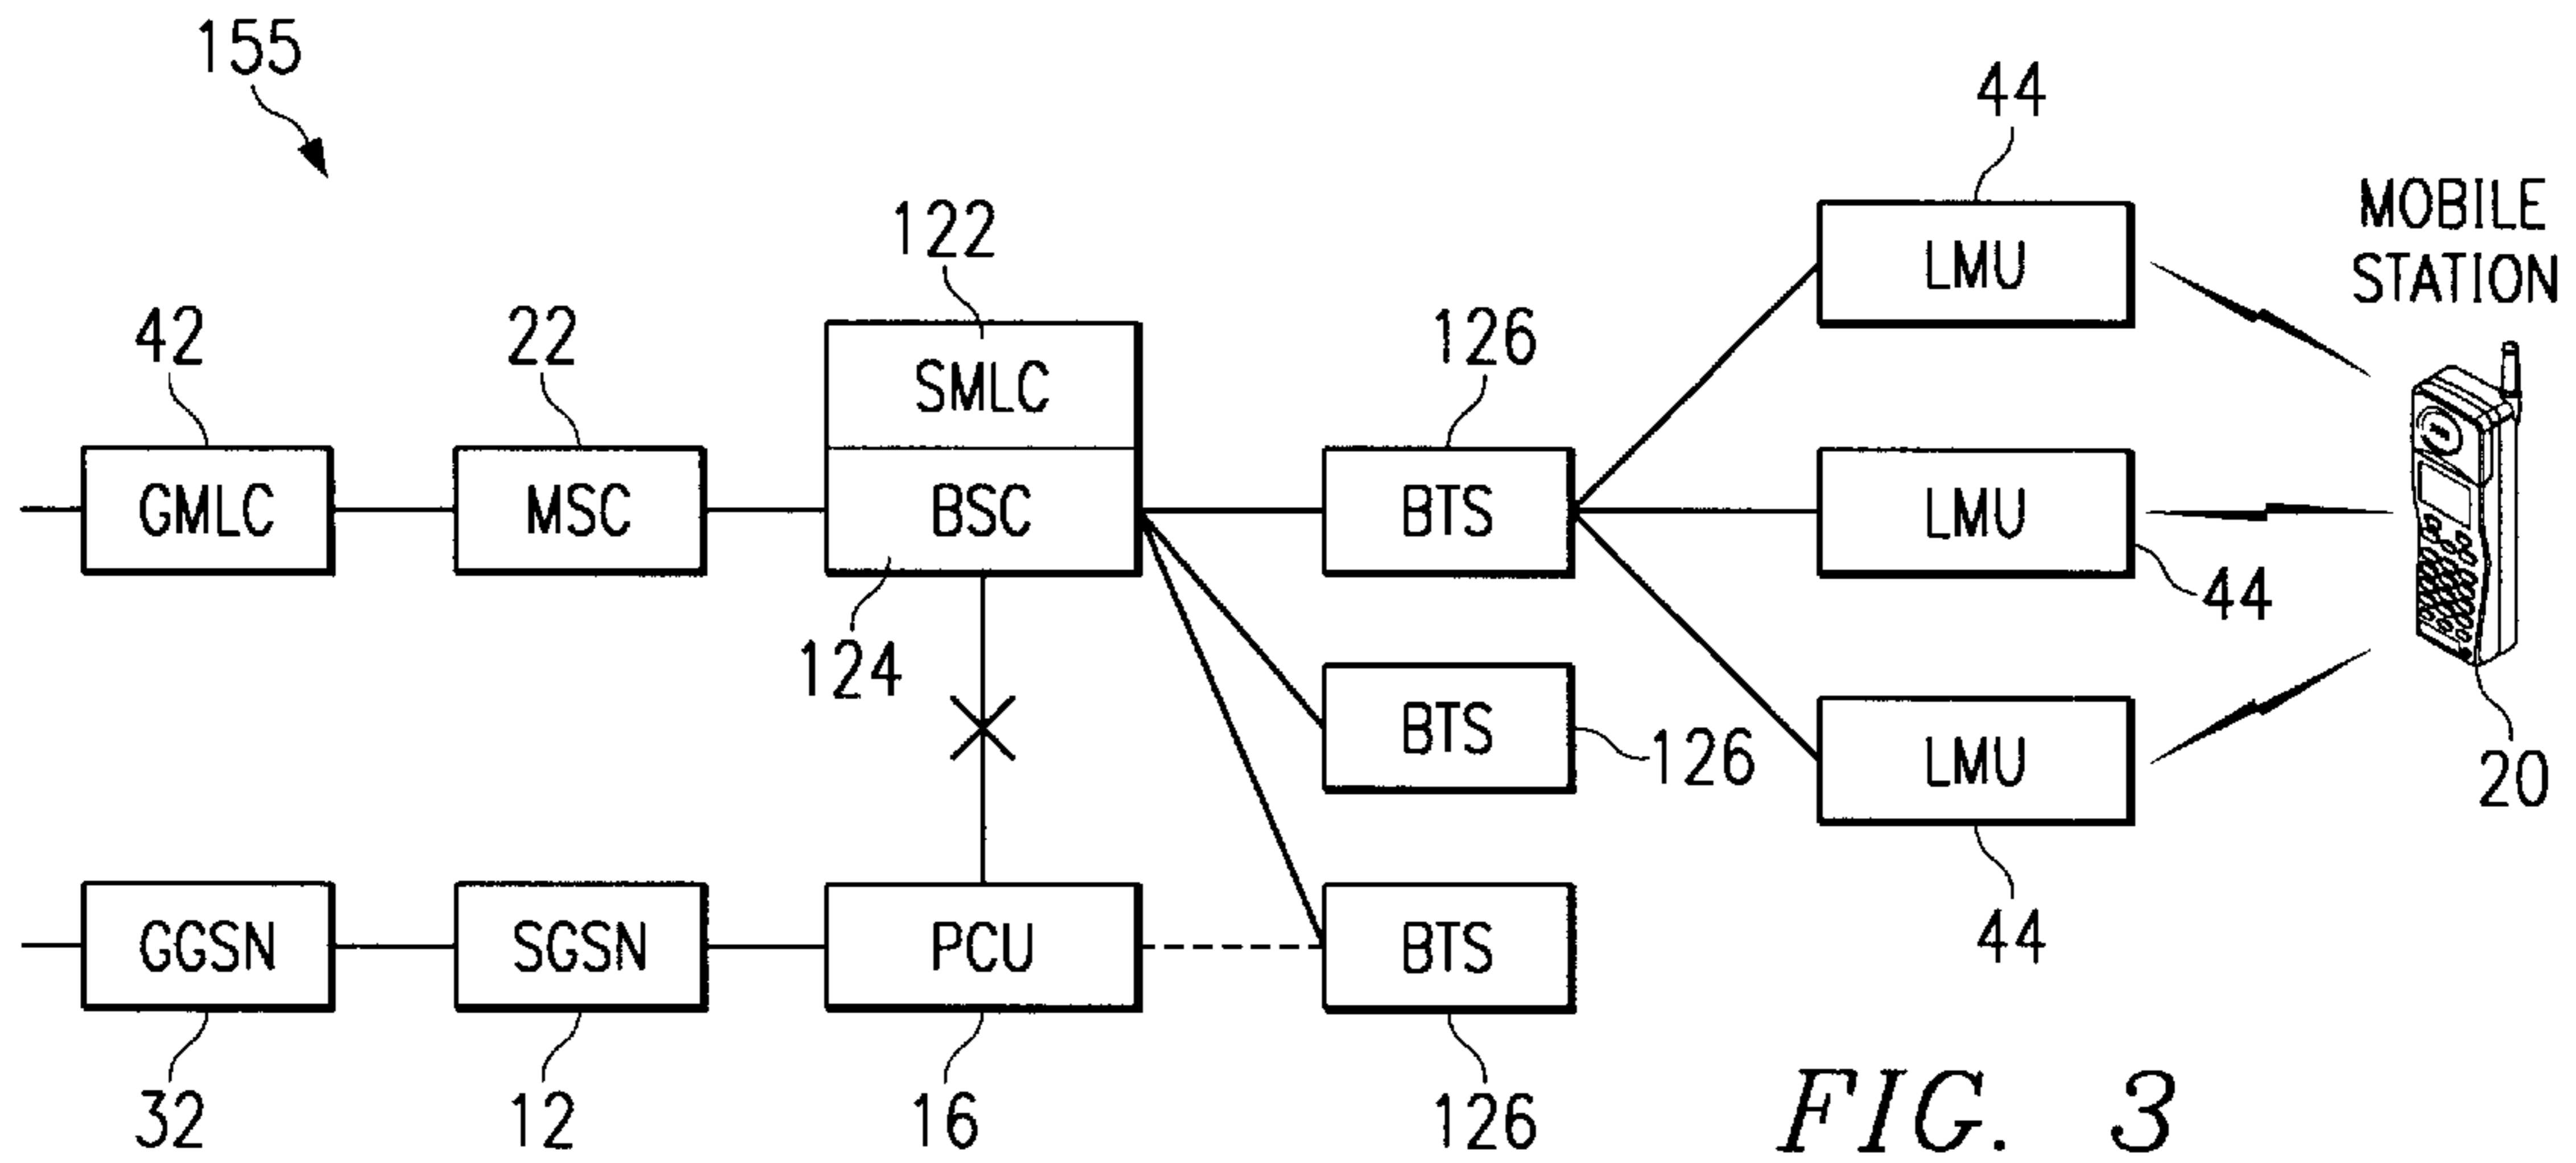 155
44
MOBILE
STATION
122
LMU
42
22
126
SMLC
GMLC
MSC
BSC
BTS
LMU
44
124
BTS
126
LMU
20
GGSN
SGSN
PCU
BTS
44
32
12
16
126
FIG. 3